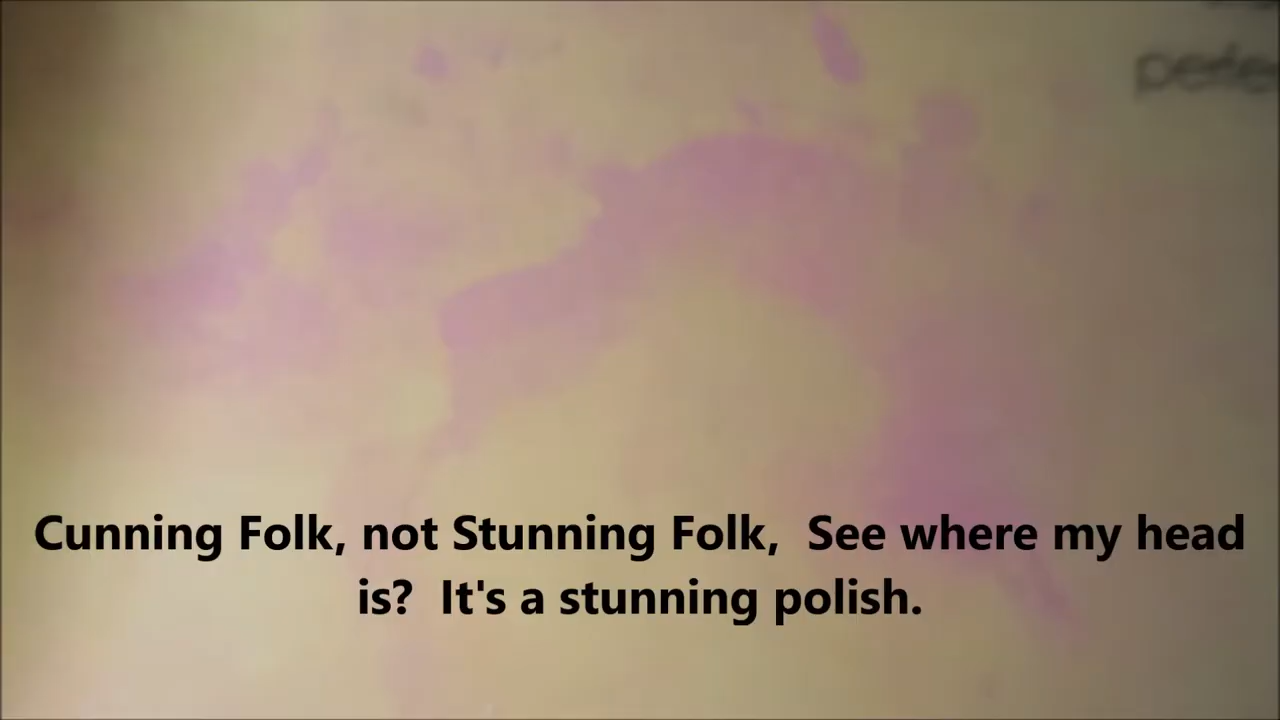 Cunning Folk, not Stunning Folk,  See where my head
is?  It's a stunning polish.